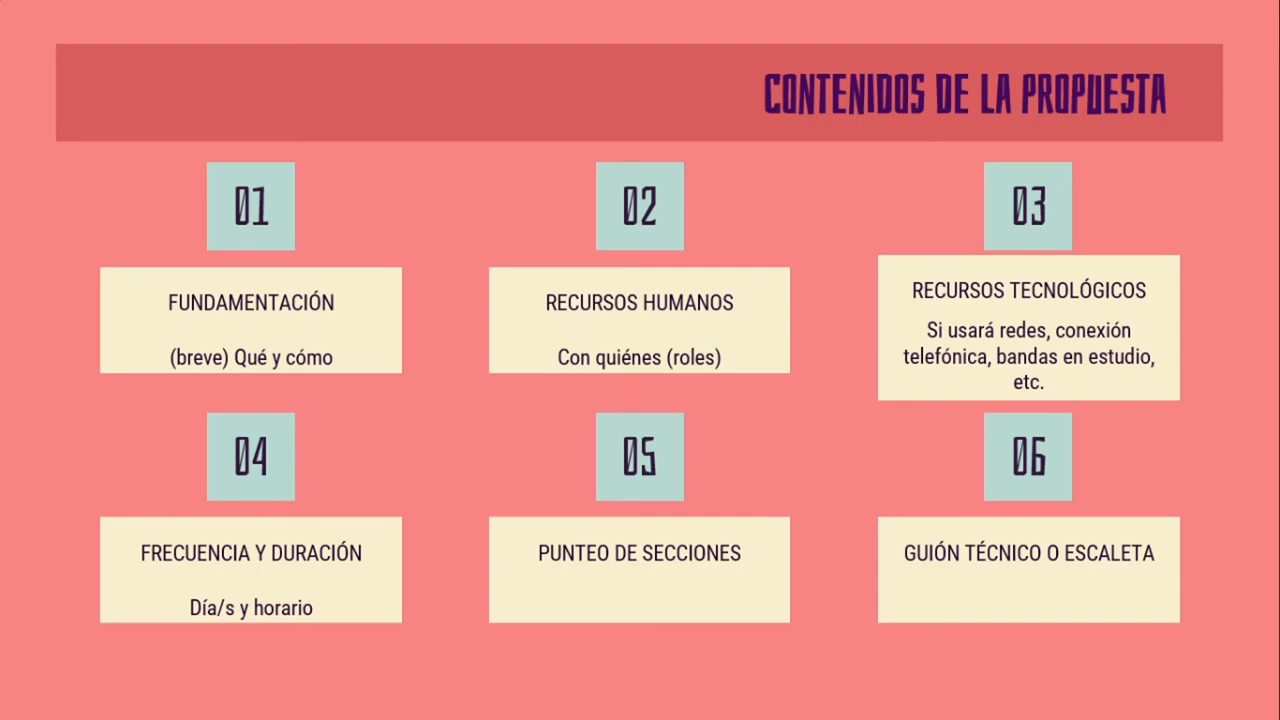 CONTENIDOS DE LA PROPUESTA
01
FUNDAMENTACIÓN
(breve) Qué y cómo
02
RECURSOS HUMANOS
Con quiénes (roles)
03
RECURSOS TECNOLÓGICOS
Si usará redes, conexión
telefónica, bandas en estudio,
etc.
04
FRECUENCIA Y DURACIÓN
Día/s y horario
05
PUNTEO DE SECCIONES
06
GUIÓN TÉCNICO O ESCALETA